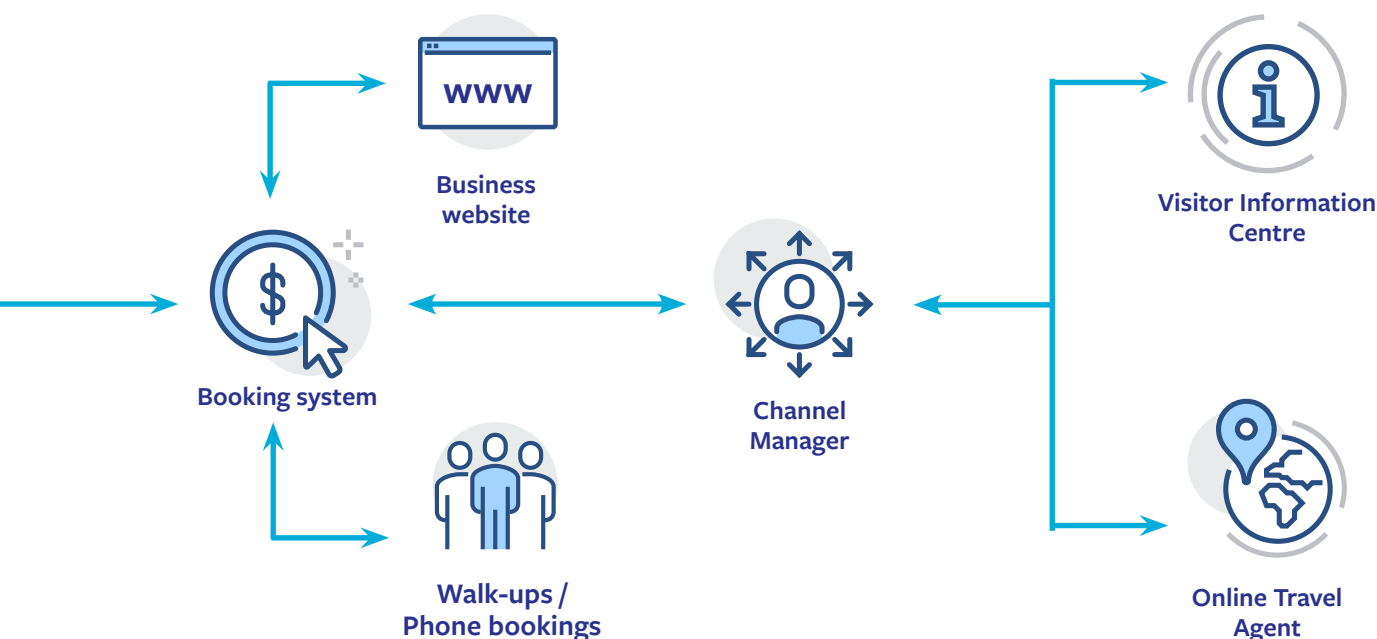 www
Business
website
Visitor Information
Centre
$
Booking system
Channel
Manager
Walk-ups /
Phone bookings
Online Travel
Agent